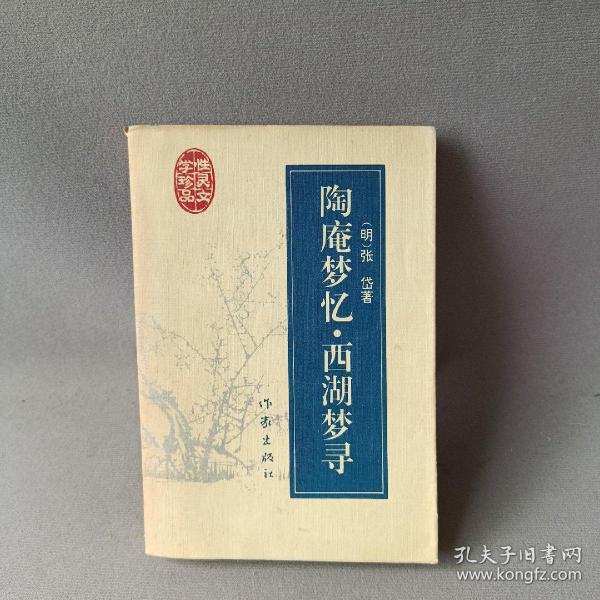 性灵文
学珍品
陶庵梦忆·西湖梦寻
(明)张 岱著
作家出版社
孔夫子旧书网
www.kongfz.com